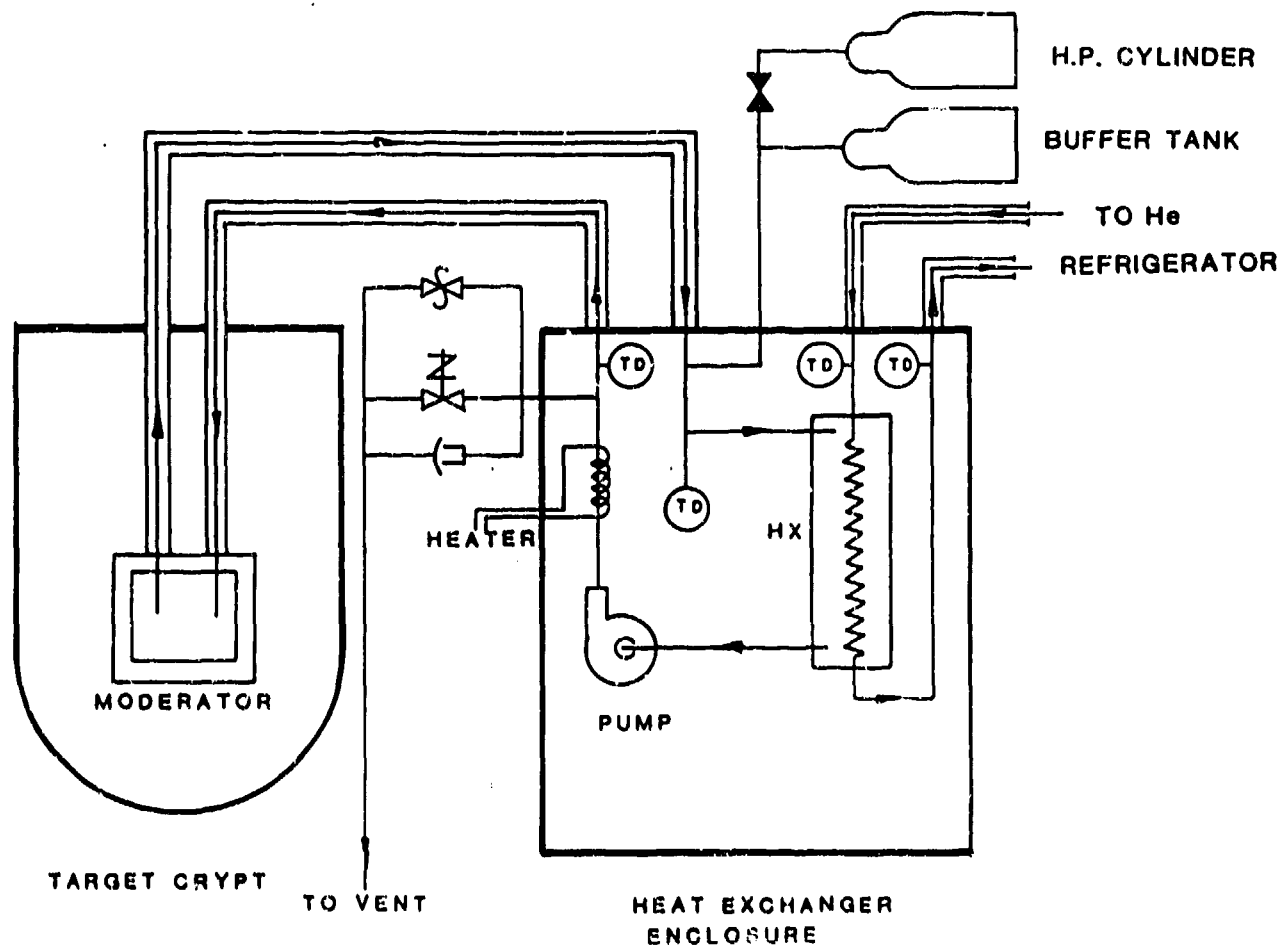 H.P. CYLINDER
BUFFER TANK
TO He
REFRIGERATOR
TD
TD
TD
TD
HX
HEATER
MODERATOR
PUMP
TARGET CRYPT
TO VENT
HEAT EXCHANGER
ENCLOSURE